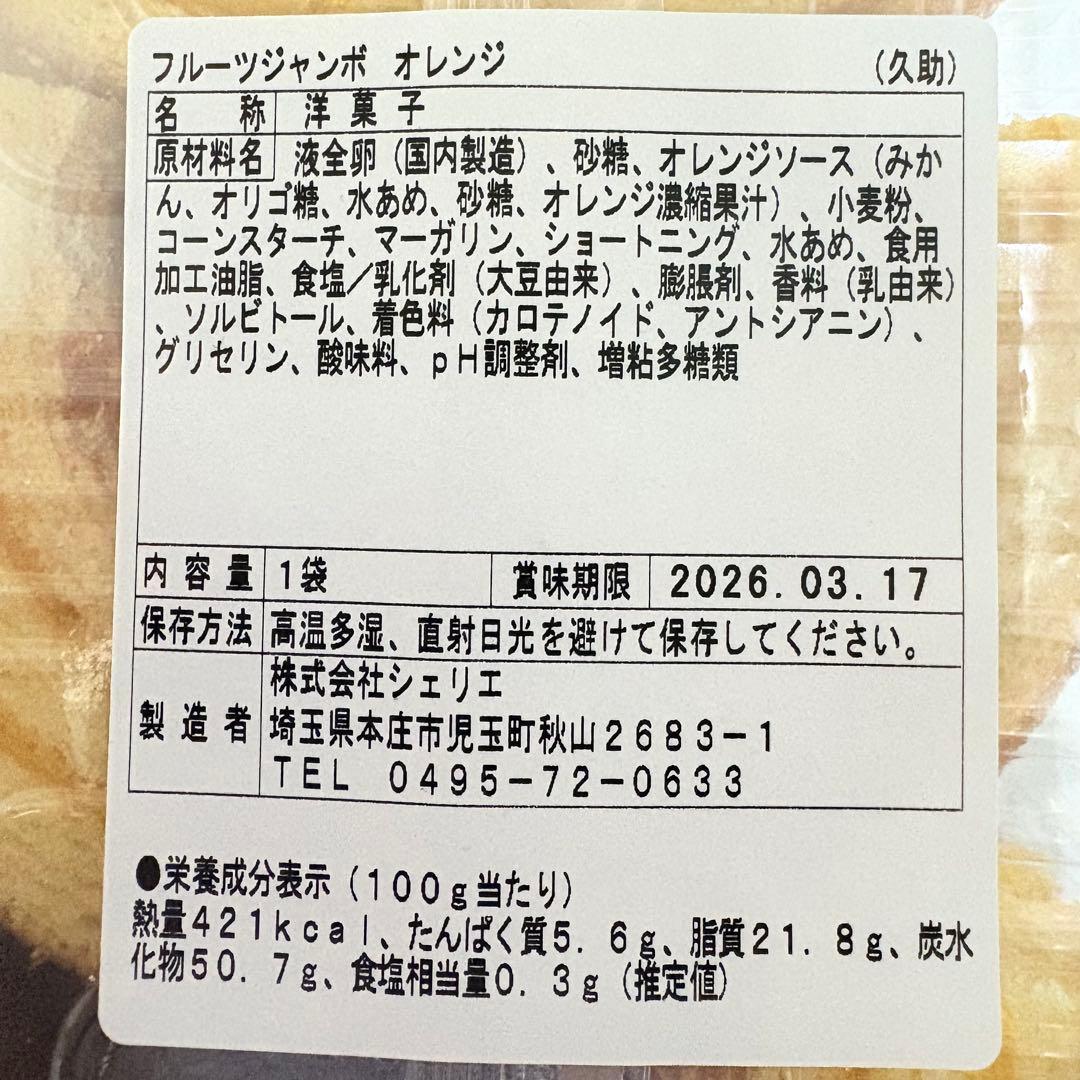 フルーツジャンボ オレンジ （久助）
名称 洋菓子
原材料名 液全卵（国内製造）、砂糖、オレンジソース（みか
ん、オリゴ糖、水あめ、砂糖、オレンジ濃縮果汁）、小麦粉、
コーンスターチ、マーガリン、ショートニング、水あめ、食用
加工油脂、食塩／乳化剤（大豆由来）、膨脹剤、香料（乳由来）
、ソルビトール、着色料（カロテノイド、アントシアニン）、
グリセリン、酸味料、ｐＨ調整剤、増粘多糖類
内容量 1袋 賞味期限 2026.03.17
保存方法 高温多湿、直射日光を避けて保存してください。
製造者 株式会社シェリエ
埼玉県本庄市児玉町秋山２６８３－１
ＴＥＬ ０４９５－７２－０６３３
●栄養成分表示（１００ｇ当たり）
熱量４２１ｋｃａｌ、たんぱく質５．６ｇ、脂質２１．８ｇ、炭水
化物５０．７ｇ、食塩相当量０．３ｇ（推定値）